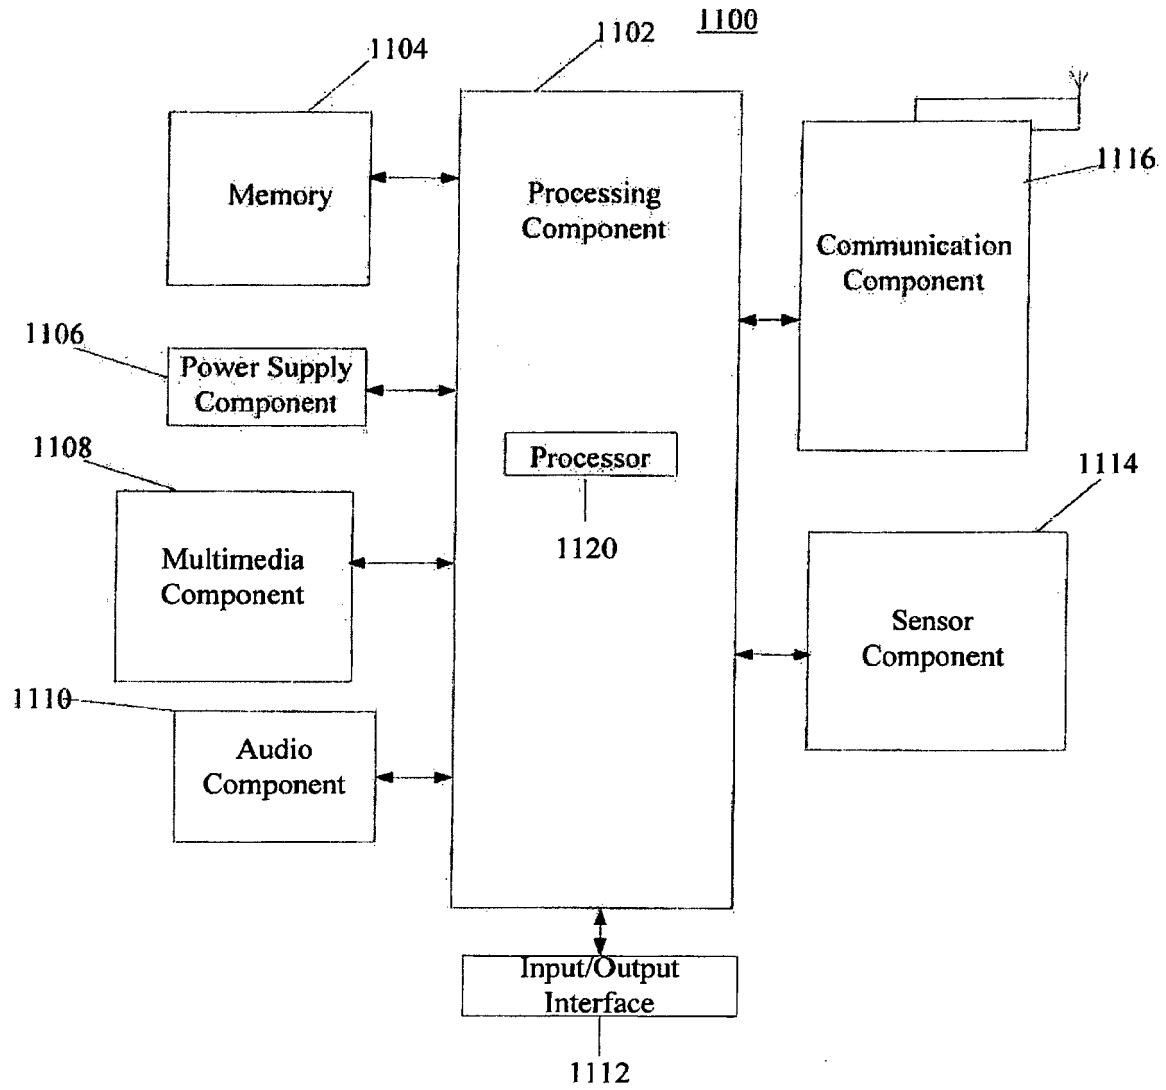 1100
1102
1104
Memory
Processing
Component
1116
Communication
Component
1106
Power Supply
Component
1108
Processor
1120
1114
Multimedia
Component
Sensor
Component
1110
Audio
Component
Input/Output
Interface
1112